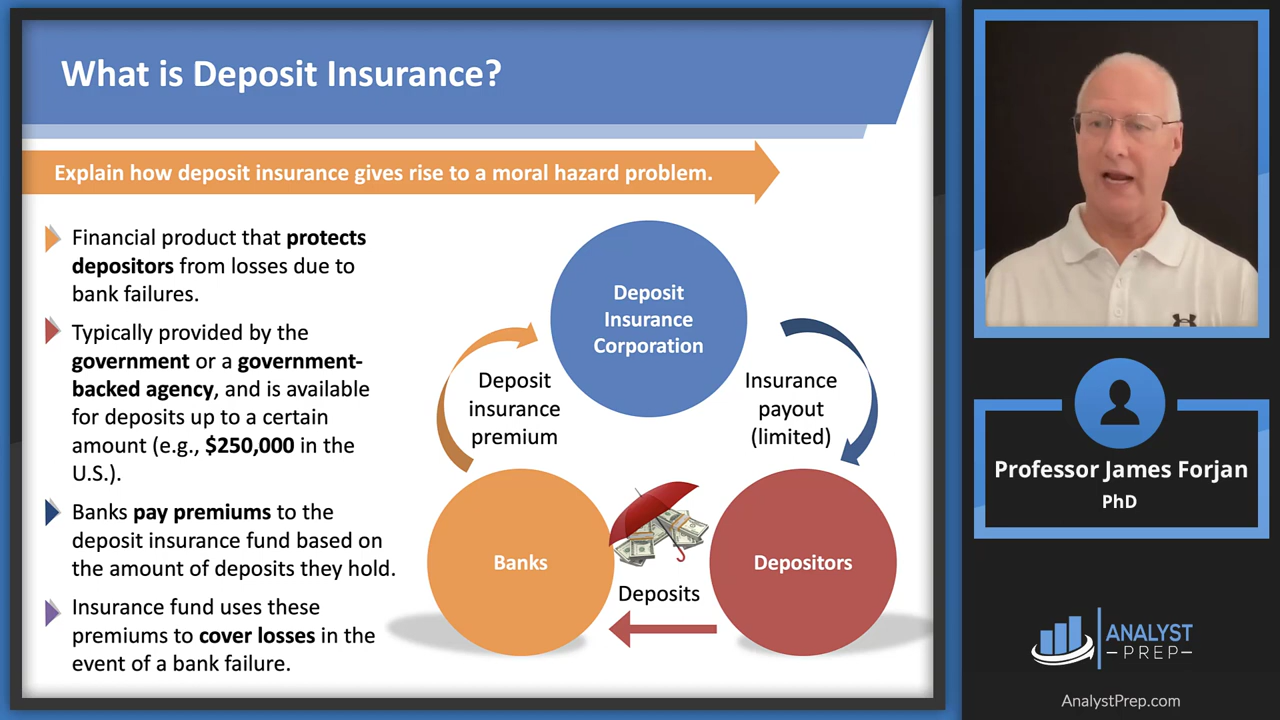 What is Deposit Insurance?
Explain how deposit insurance gives rise to a moral hazard problem.
Financial product that protects
depositors from losses due to
bank failures.
Typically provided by the
government or a government-
backed agency, and is available
for deposits up to a certain
amount (e.g., $250,000 in the
U.S.).
Banks pay premiums to the
deposit insurance fund based on
the amount of deposits they hold.
Insurance fund uses these
premiums to cover losses in the
event of a bank failure.
Deposit
Insurance
Corporation
Deposit
insurance
premium
Insurance
payout
(limited)
Banks
Deposits
Depositors
Professor James Forjan
PhD
ANALYST
PREP
AnalystPrep.com